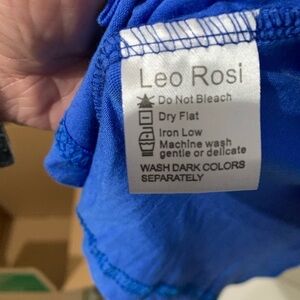 Leo Rosi
Do Not Bleach
Dry Flat
Iron Low
Machine wash
gentle or delicate
WASH DARK COLORS
SEPARATELY